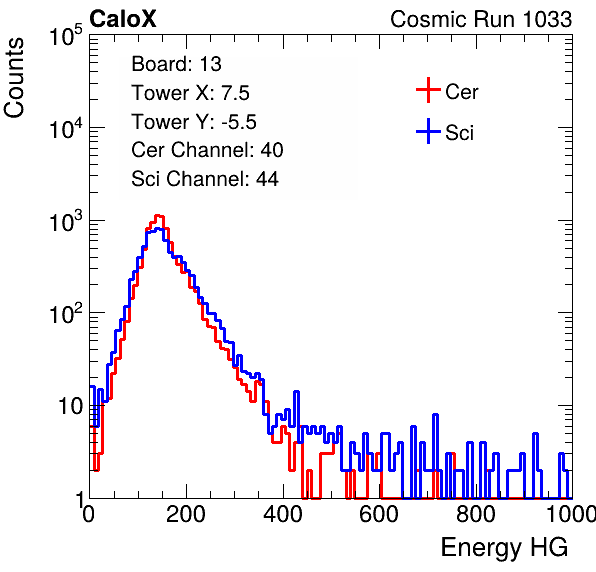 CaloX Cosmic Run 1033
Counts
10^5
10^4
10^3
10^2
10
1
Board: 13
Tower X: 7.5
Tower Y: -5.5
Cer Channel: 40
Sci Channel: 44
Cer
Sci
0 200 400 600 800 1000
Energy HG